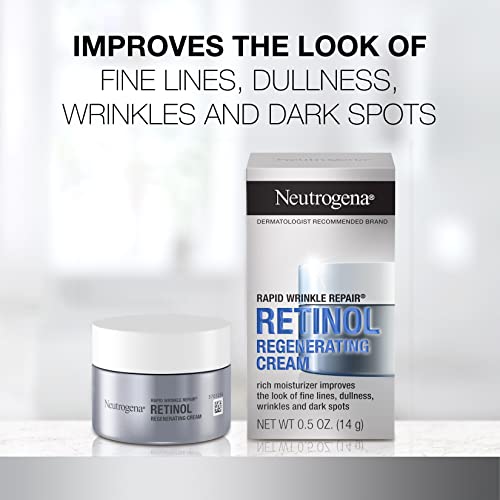 IMPROVES THE LOOK OF
FINE LINES, DULLNESS,
WRINKLES AND DARK SPOTS
Neutrogena®
DERMATOLOGIST RECOMMENDED BRAND
RAPID WRINKLE REPAIR®
RETINOL
REGENERATING
CREAM
rich moisturizer improves
the look of fine lines, dullness,
wrinkles and dark spots
NET WT 0.5 OZ. (14 g)
Neutrogena®
RAPID WRINKLE REPAIR®
RETINOL
REGENERATING CREAM